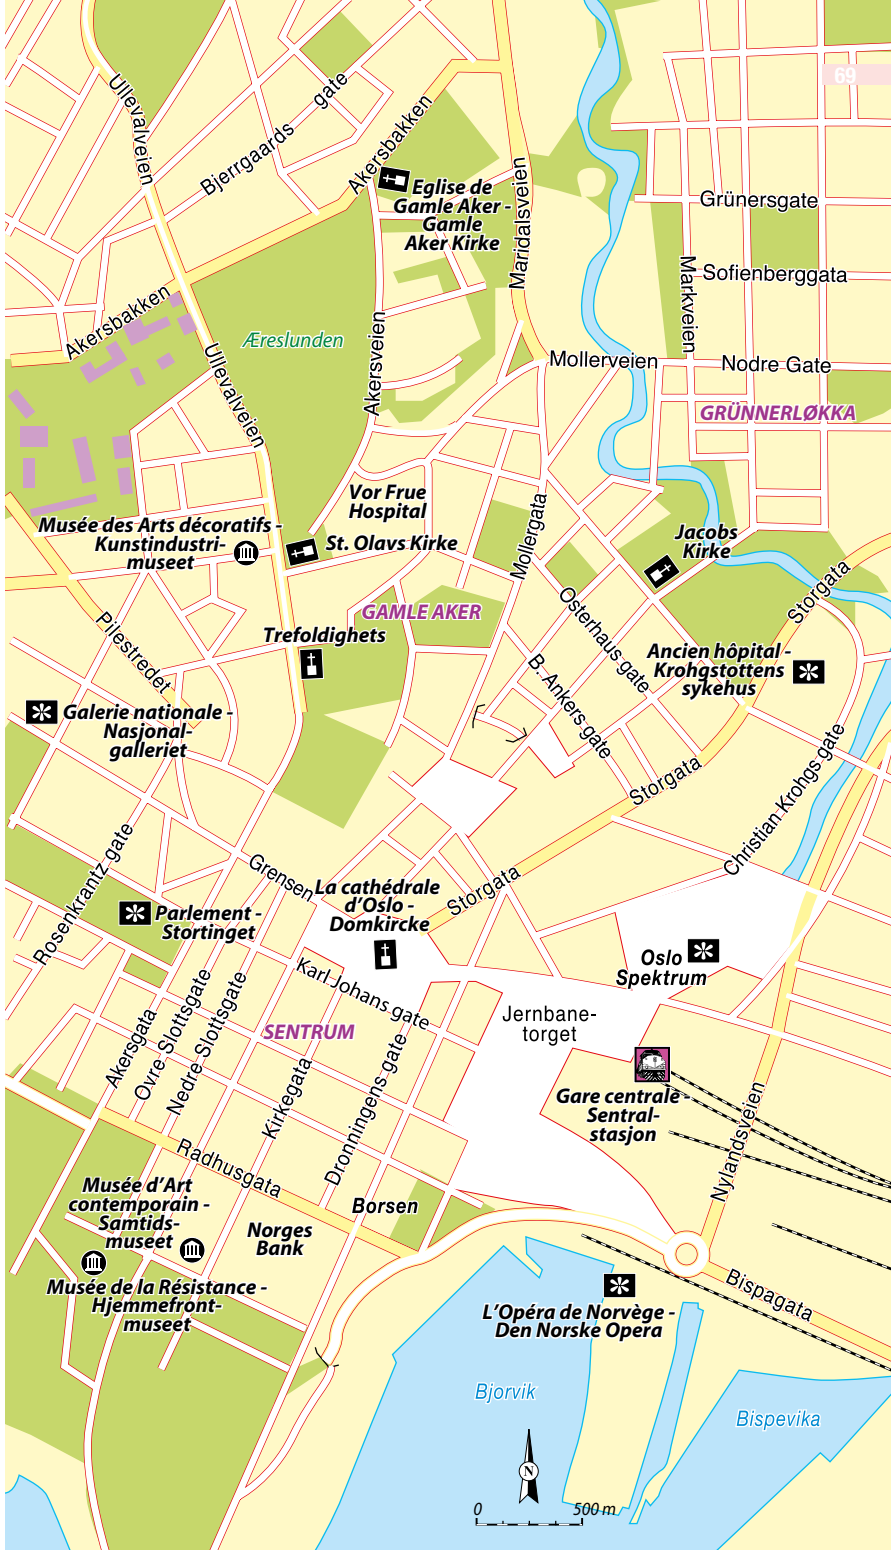 69
Ullevalveien
Bjerrgaards gate
Akersbakken
Eglise de
Gamle Aker -
Gamle
Aker Kirke
Maridalsveien
Grünersgate
Sofienberggata
Markveien
Akersbakken
Æreslunden
Ullevalveien
Akersveien
Mollerveien
Nodre Gate
GRÜNNERLØKKA
Vor Frue
Hospital
Mollergata
Musée des Arts décoratifs -
Kunstindustri-
museet
St. Olavs Kirke
Jacobs
Kirke
Storgata
GAMLE AKER
Osterhaus gate
Pilestredet
Trefoldighets
B. Ankers gate
Ancien hôpital -
Krohgstottens
sykehus
Galerie nationale -
Nasjonal-
galleriet
Storgata
Christian Krohgs gate
Rosenkrantz gate
Grensen
La cathédrale
d'Oslo -
Domkircke
Storgata
Parlement -
Stortinget
Oslo
Spektrum
Karl Johans gate
Jernbane-
torget
SENTRUM
Akersgata
Ovre Slottsgate
Nedre Slottsgate
Kirkegata
Dronningens gate
Gare centrale -
Sentral-
stasjon
Nylandsveien
Radhusgata
Musée d'Art
contemporain -
Samtids-
museet
Borsen
Norges
Bank
Musée de la Résistance -
Hjemmefront-
museet
Bispagata
L'Opéra de Norvège -
Den Norske Opera
Bjorvik
Bispevika
N
0 500 m